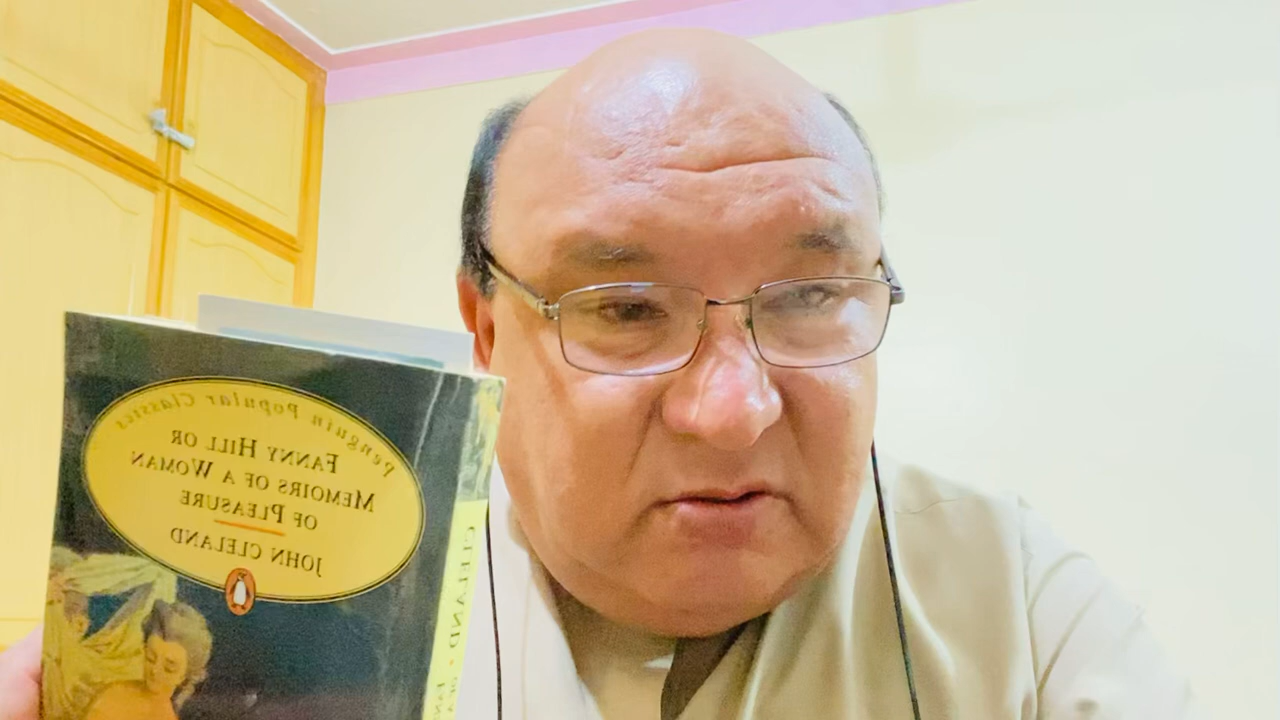 Penguin Popular Classics
FANNY HILL OR
MEMOIRS OF A WOMAN
OF PLEASURE
JOHN CLELAND
CLELAND